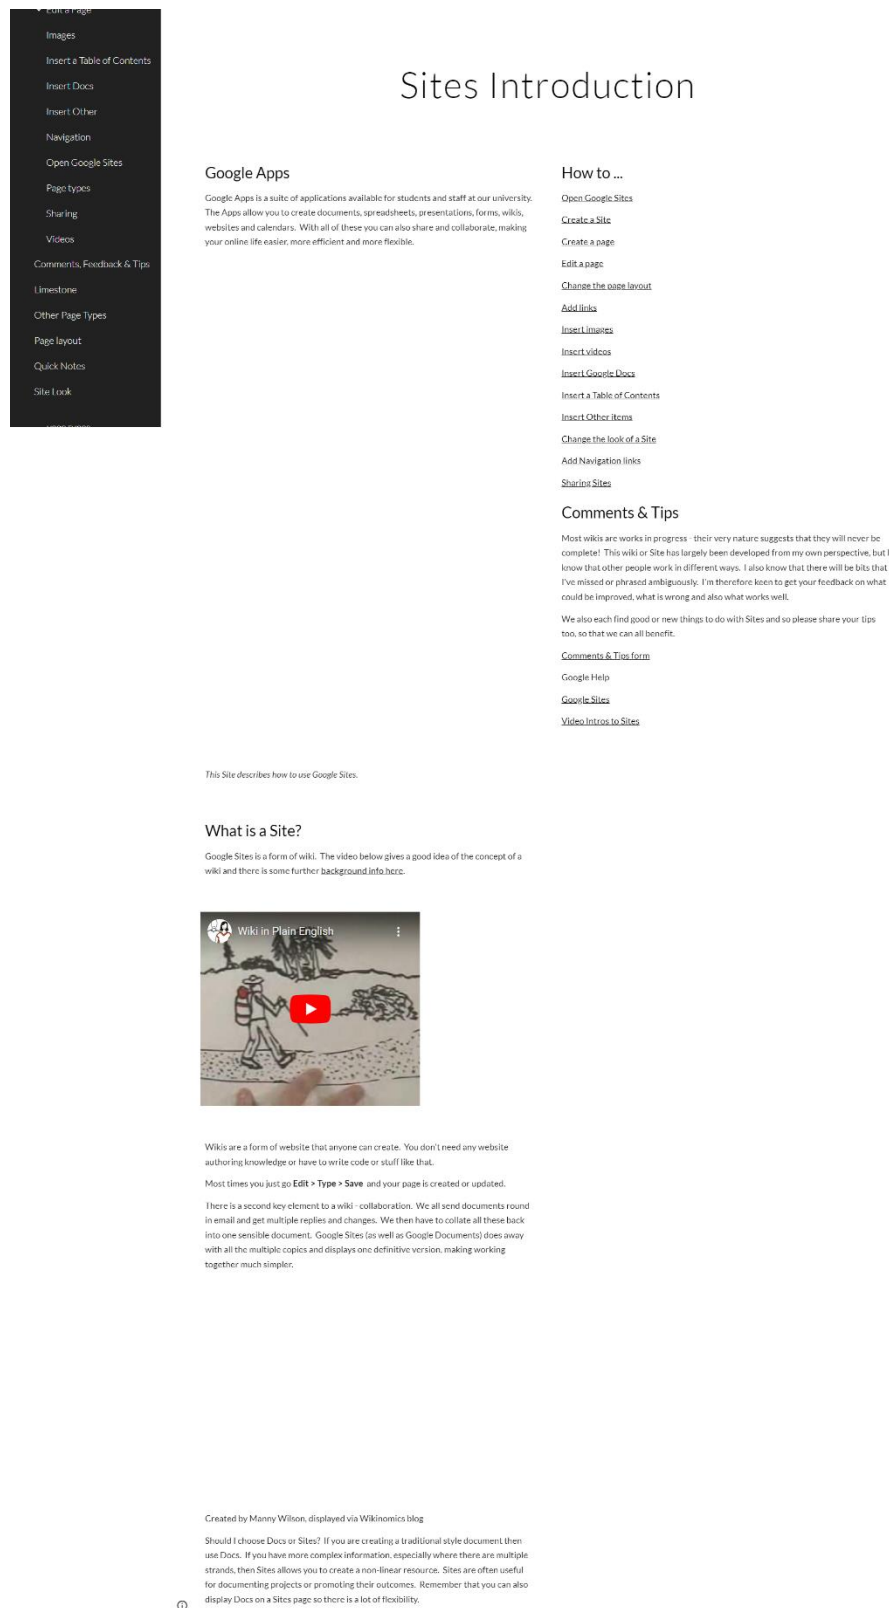 Edit a Page
Images
Insert a Table of Contents
Insert Docs
Insert Other
Navigation
Open Google Sites
Page types
Sharing
Videos
Comments, Feedback & Tips
Limestone
Other Page Types
Page layout
Quick Notes
Site Look
Sites Introduction
Google Apps
Google Apps is a suite of applications available for students and staff at our university.
The Apps allow you to create documents, spreadsheets, presentations, forms, wikis,
websites and calendars. With all of these you can also share and collaborate, making
your online life easier, more efficient and more flexible.
How to ...
Open Google Sites
Create a Site
Create a page
Edit a page
Change the page layout
Add links
Insert images
Insert videos
Insert Google Docs
Insert a Table of Contents
Insert Other items
Change the look of a Site
Add Navigation links
Sharing Sites
Comments & Tips
Most wikis are works in progress - their very nature suggests that they will never be
complete! This wiki or Site has largely been developed from my own perspective, but I
know that other people work in different ways. I also know that there will be bits that
I've missed or phrased ambiguously. I'm therefore keen to get your feedback on what
could be improved, what is wrong and also what works well.
We also each find good or new things to do with Sites and so please share your tips
too, so that we can all benefit.
Comments & Tips form
Google Help
Google Sites
Video Intros to Sites
This Site describes how to use Google Sites.
What is a Site?
Google Sites is a form of wiki. The video below gives a good idea of the concept of a
wiki and there is some further background info here.
Wiki in Plain English
Wikis are a form of website that anyone can create. You don't need any website
authoring knowledge or have to write code or stuff like that.
Most times you just go Edit > Type > Save and your page is created or updated.
There is a second key element to a wiki - collaboration. We all send documents round
in email and get multiple replies and changes. We then have to collate all these back
into one sensible document. Google Sites (as well as Google Documents) does away
with all the multiple copies and displays one definitive version, making working
together much simpler.
Created by Manny Wilson, displayed via Wikinomics blog
Should I choose Docs or Sites? If you are creating a traditional style document then
use Docs. If you have more complex information, especially where there are multiple
strands, then Sites allows you to create a non-linear resource. Sites are often useful
for documenting projects or promoting their outcomes. Remember that you can also
display Docs on a Sites page so there is a lot of flexibility.